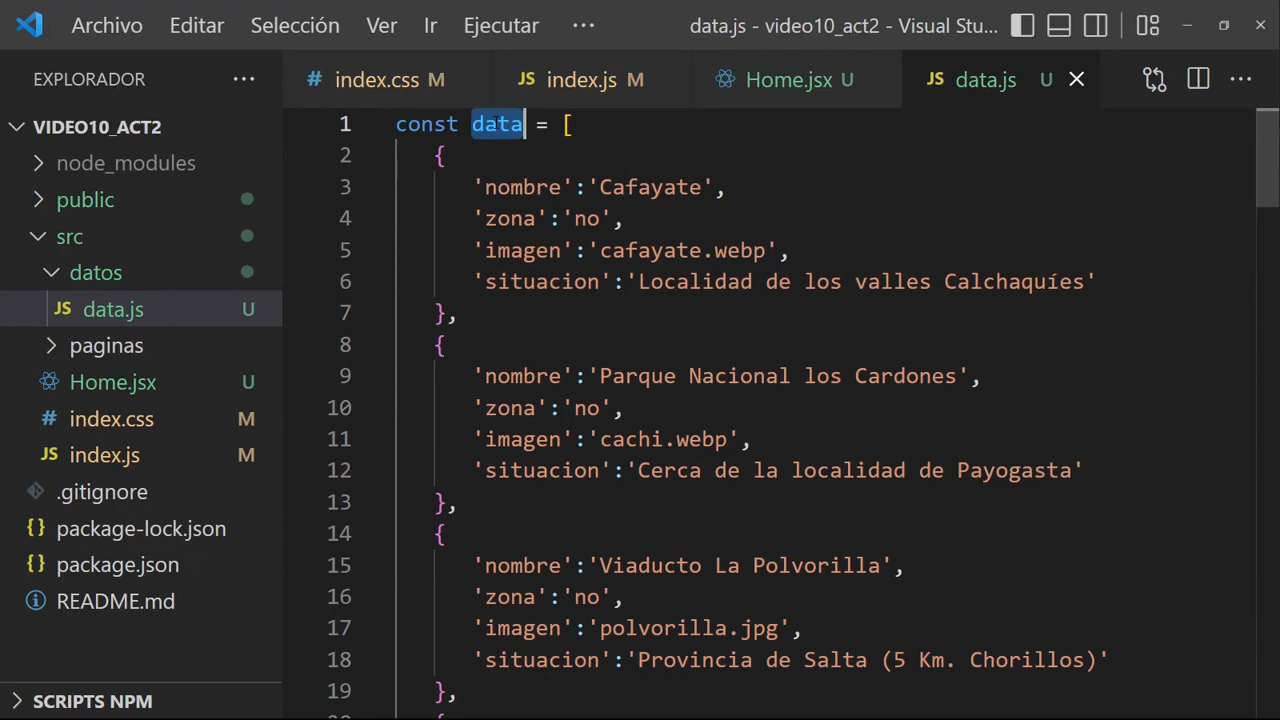 Archivo Editar Selección Ver Ir Ejecutar ··· data.js - video10_act2 - Visual Stu...
EXPLORADOR ···
# index.css M JS index.js M Home.jsx U JS data.js U
VIDEO10_ACT2
node_modules
public
src
datos
JS data.js U
paginas
Home.jsx U
# index.css M
JS index.js M
.gitignore
{} package-lock.json
{} package.json
README.md
SCRIPTS NPM
1 const data = [
2 {
3 'nombre':'Cafayate',
4 'zona':'no',
5 'imagen':'cafayate.webp',
6 'situacion':'Localidad de los valles Calchaquíes'
7 },
8 {
9 'nombre':'Parque Nacional los Cardones',
10 'zona':'no',
11 'imagen':'cachi.webp',
12 'situacion':'Cerca de la localidad de Payogasta'
13 },
14 {
15 'nombre':'Viaducto La Polvorilla',
16 'zona':'no',
17 'imagen':'polvorilla.jpg',
18 'situacion':'Provincia de Salta (5 Km. Chorillos)'
19 },